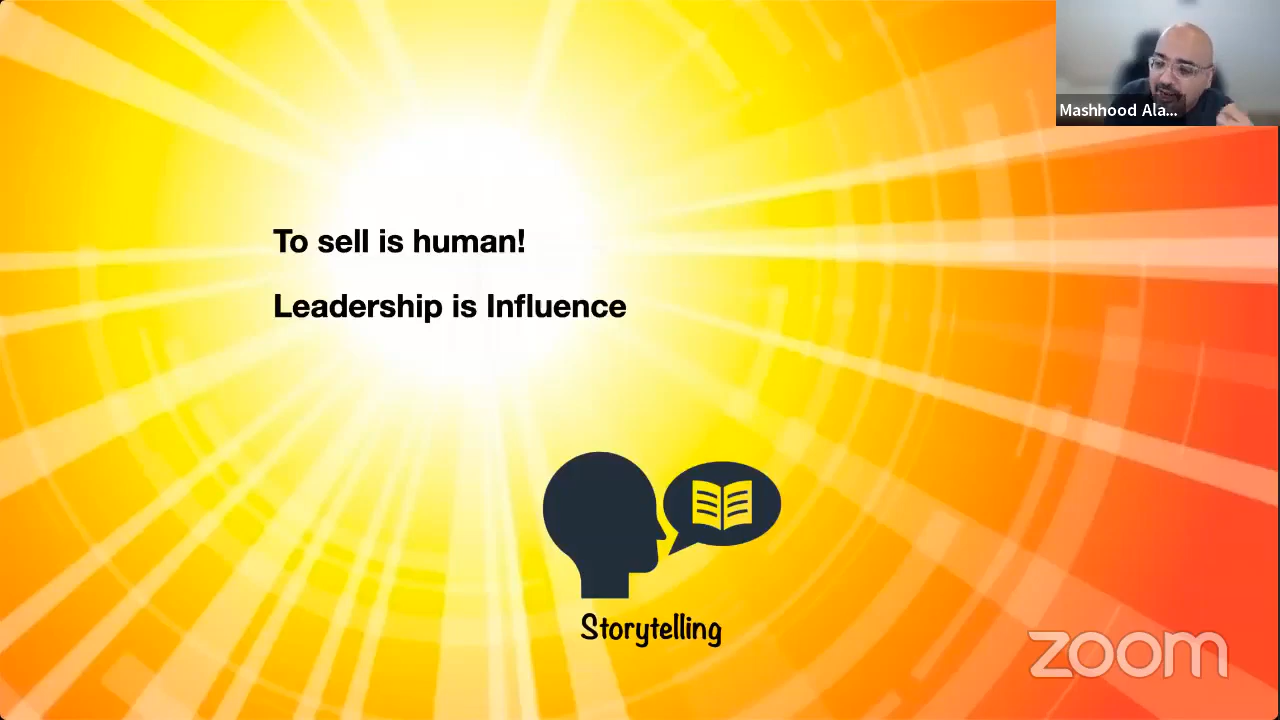 Mashhood Ala...
To sell is human!
Leadership is Influence
Storytelling
zoom